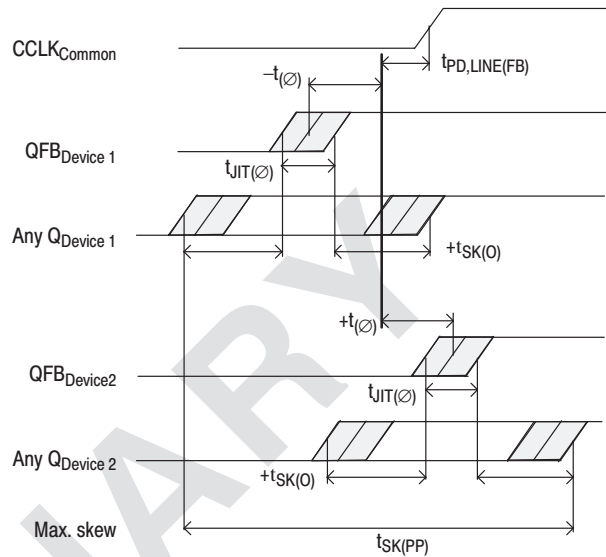 CCLKCommon
tPD,LINE(FB)
–t(∅)
QFBDevice 1
tJIT(∅)
Any QDevice 1
+tSK(O)
+t(∅)
QFBDevice2
tJIT(∅)
Any QDevice 2
+tSK(O)
Max. skew
tSK(PP)